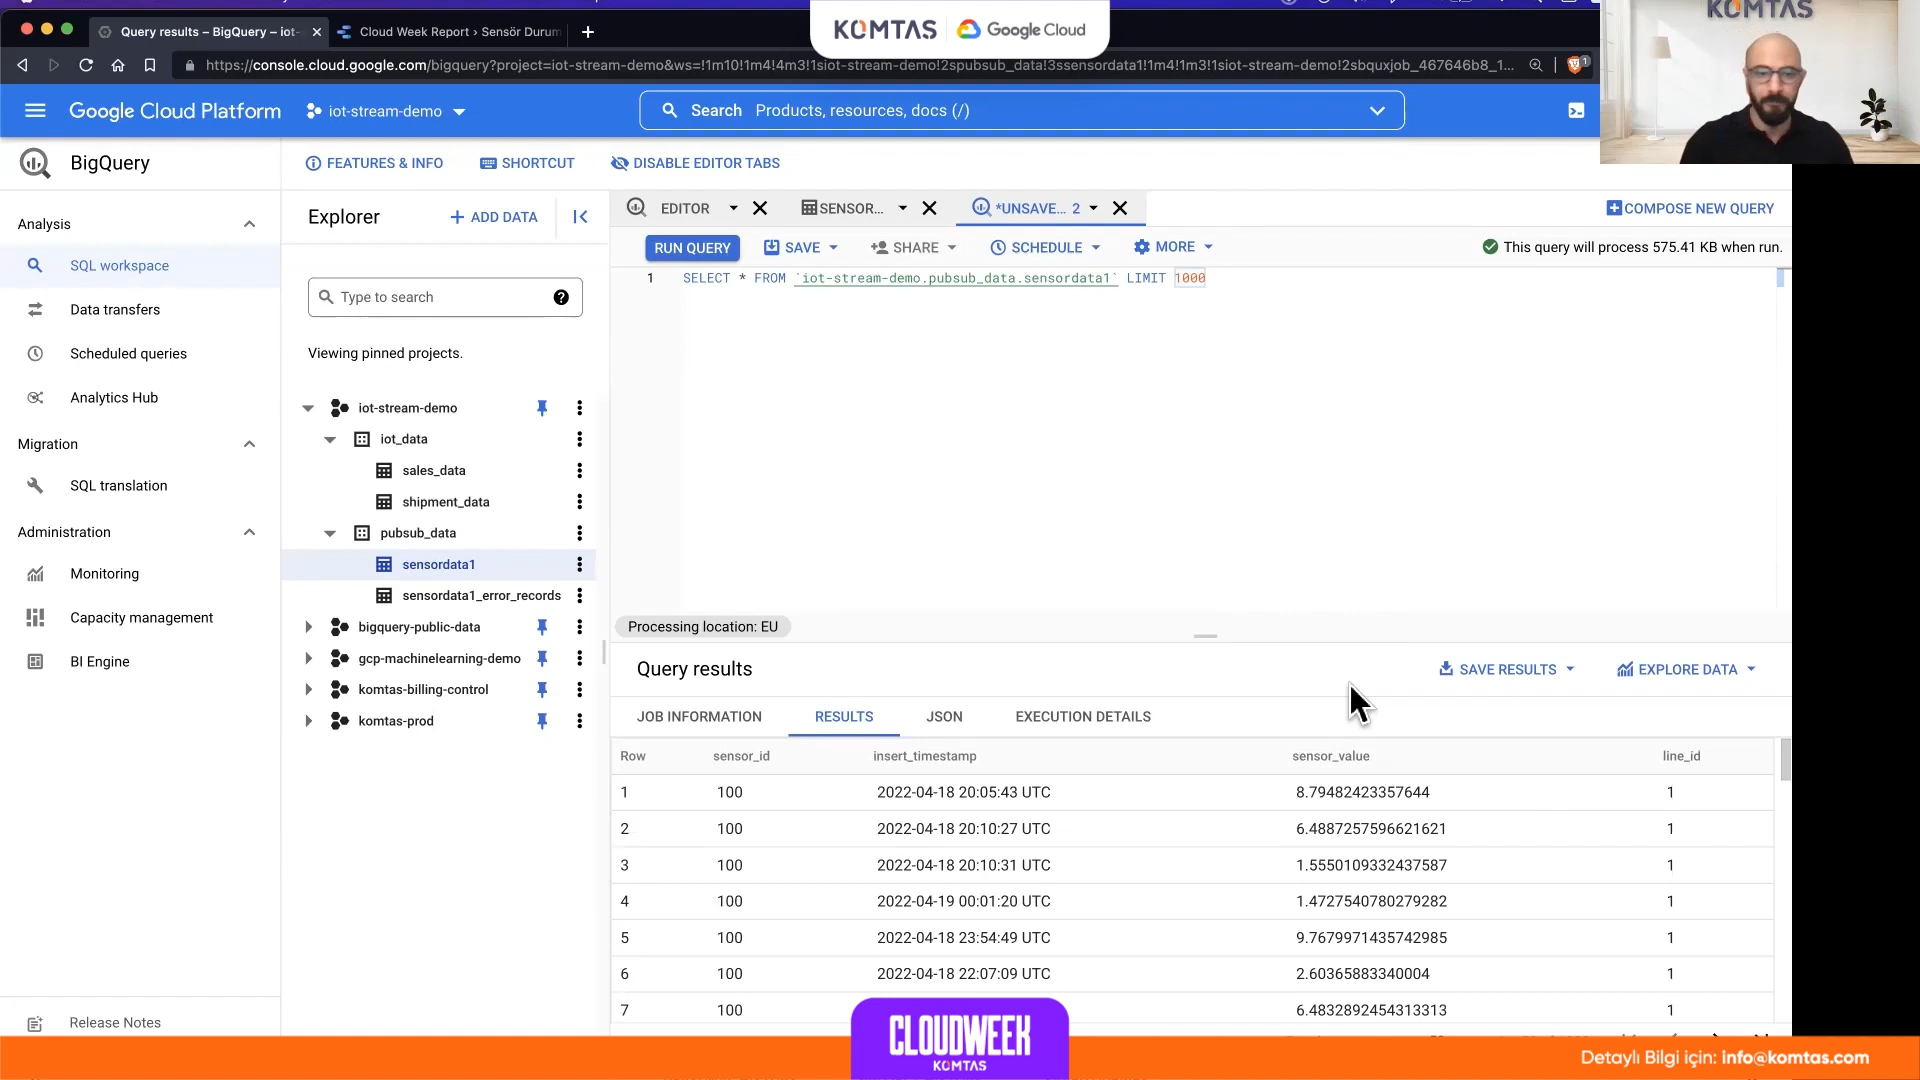 Query results – BigQuery – iot-
Cloud Week Report › Sensör Durum
KOMTAS
Google Cloud
KOMTAS
https://console.cloud.google.com/bigquery?project=iot-stream-demo&ws=!1m10!1m4!4m3!1siot-stream-demo!2spubsub_data!3ssensordata1!1m4!1m3!1siot-stream-demo!2sbquxjob_467646b8_1...
1
Google Cloud Platform
iot-stream-demo
Search Products, resources, docs (/)
BigQuery
FEATURES & INFO
SHORTCUT
DISABLE EDITOR TABS
Analysis
SQL workspace
Data transfers
Scheduled queries
Analytics Hub
Migration
SQL translation
Administration
Monitoring
Capacity management
BI Engine
Release Notes
Explorer
ADD DATA
Type to search
Viewing pinned projects.
iot-stream-demo
iot_data
sales_data
shipment_data
pubsub_data
sensordata1
sensordata1_error_records
bigquery-public-data
gcp-machinelearning-demo
komtas-billing-control
komtas-prod
EDITOR
SENSOR...
*UNSAVE... 2
COMPOSE NEW QUERY
RUN QUERY
SAVE
SHARE
SCHEDULE
MORE
This query will process 575.41 KB when run.
1 SELECT * FROM `iot-stream-demo.pubsub_data.sensordata1` LIMIT 1000
Processing location: EU
Query results
SAVE RESULTS
EXPLORE DATA
JOB INFORMATION
RESULTS
JSON
EXECUTION DETAILS
Row sensor_id insert_timestamp sensor_value line_id
1 100 2022-04-18 20:05:43 UTC 8.79482423357644 1
2 100 2022-04-18 20:10:27 UTC 6.4887257596621621 1
3 100 2022-04-18 20:10:31 UTC 1.5550109332437587 1
4 100 2022-04-19 00:01:20 UTC 1.4727540780279282 1
5 100 2022-04-18 23:54:49 UTC 9.7679971435742985 1
6 100 2022-04-18 22:07:09 UTC 2.60365883340004 1
7 100 6.4832892454313313 1
CLOUDWEEK
KOMTAS
Detaylı Bilgi için: info@komtas.com